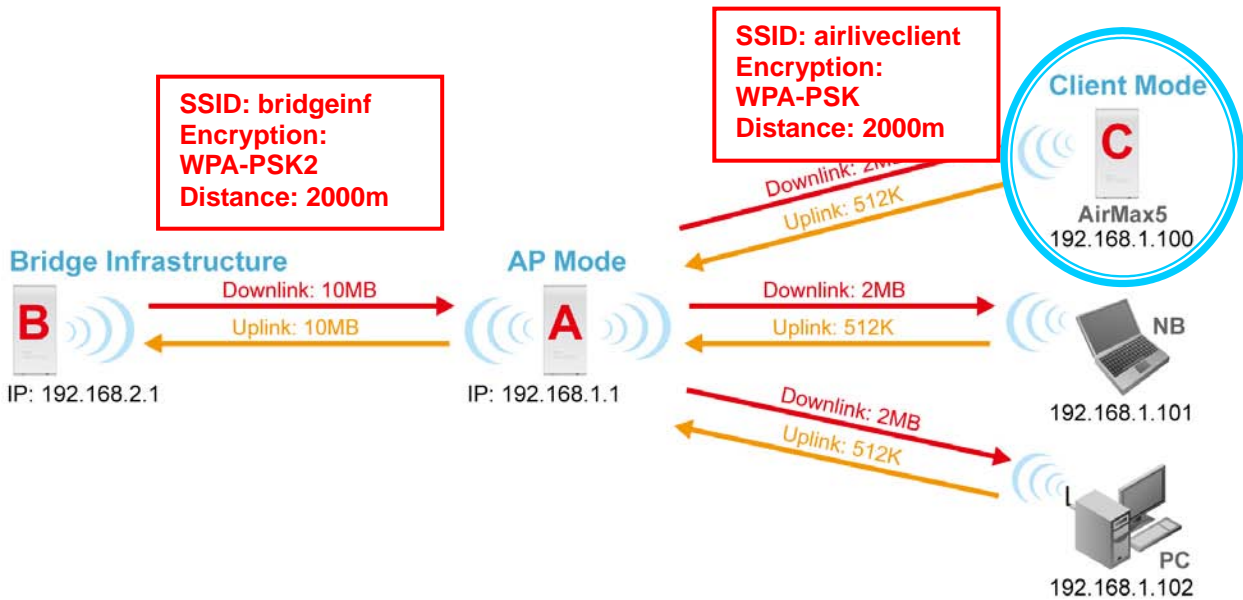 SSID: bridgeinf
Encryption:
WPA-PSK2
Distance: 2000m
SSID: airliveclient
Encryption:
WPA-PSK
Distance: 2000m
Client Mode
C
AirMax5
192.168.1.100
Downlink: 2MB
Uplink: 512K
Bridge Infrastructure
B
IP: 192.168.2.1
Downlink: 10MB
Uplink: 10MB
AP Mode
A
IP: 192.168.1.1
Downlink: 2MB
Uplink: 512K
NB
192.168.1.101
Downlink: 2MB
Uplink: 512K
PC
192.168.1.102